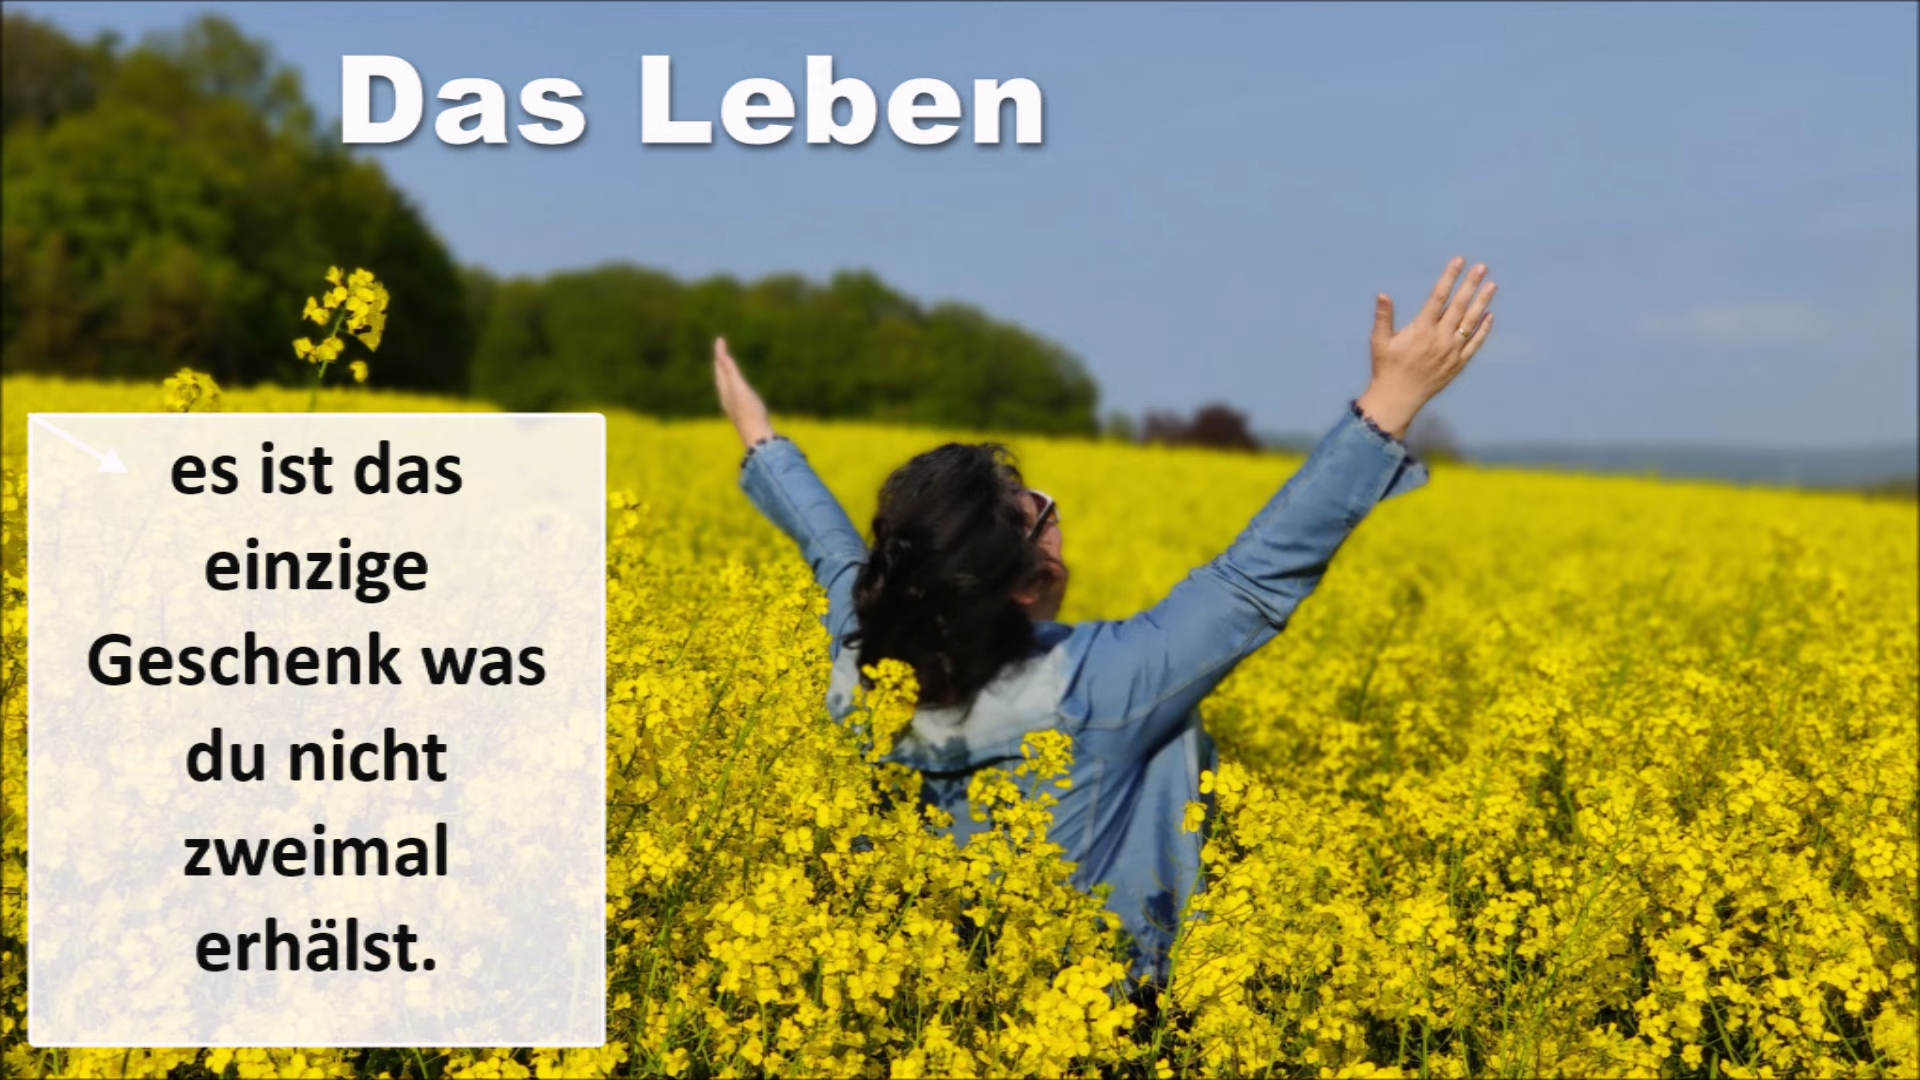 Das Leben
es ist das
einzige
Geschenk was
du nicht
zweimal
erhälst.